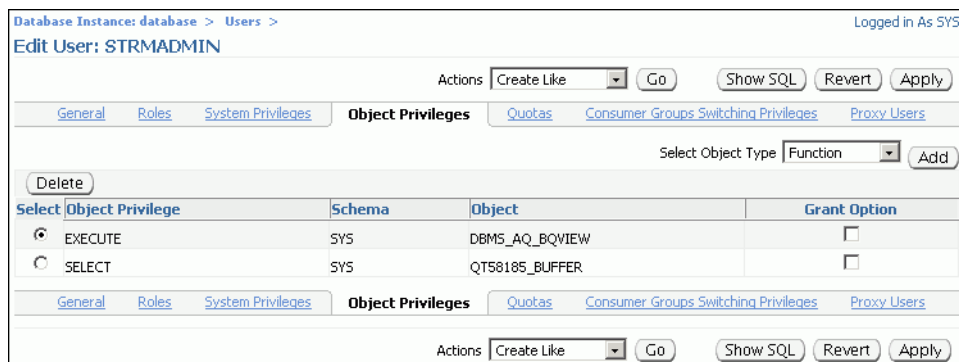 Database Instance: database > Users >
Logged in As SYS
Edit User: STRMADMIN
Actions Create Like Go Show SQL Revert Apply
General Roles System Privileges Object Privileges Quotas Consumer Groups Switching Privileges Proxy Users
Select Object Type Function Add
Delete
Select Object Privilege Schema Object Grant Option
EXECUTE SYS DBMS_AQ_BQVIEW
SELECT SYS QT58185_BUFFER
General Roles System Privileges Object Privileges Quotas Consumer Groups Switching Privileges Proxy Users
Actions Create Like Go Show SQL Revert Apply